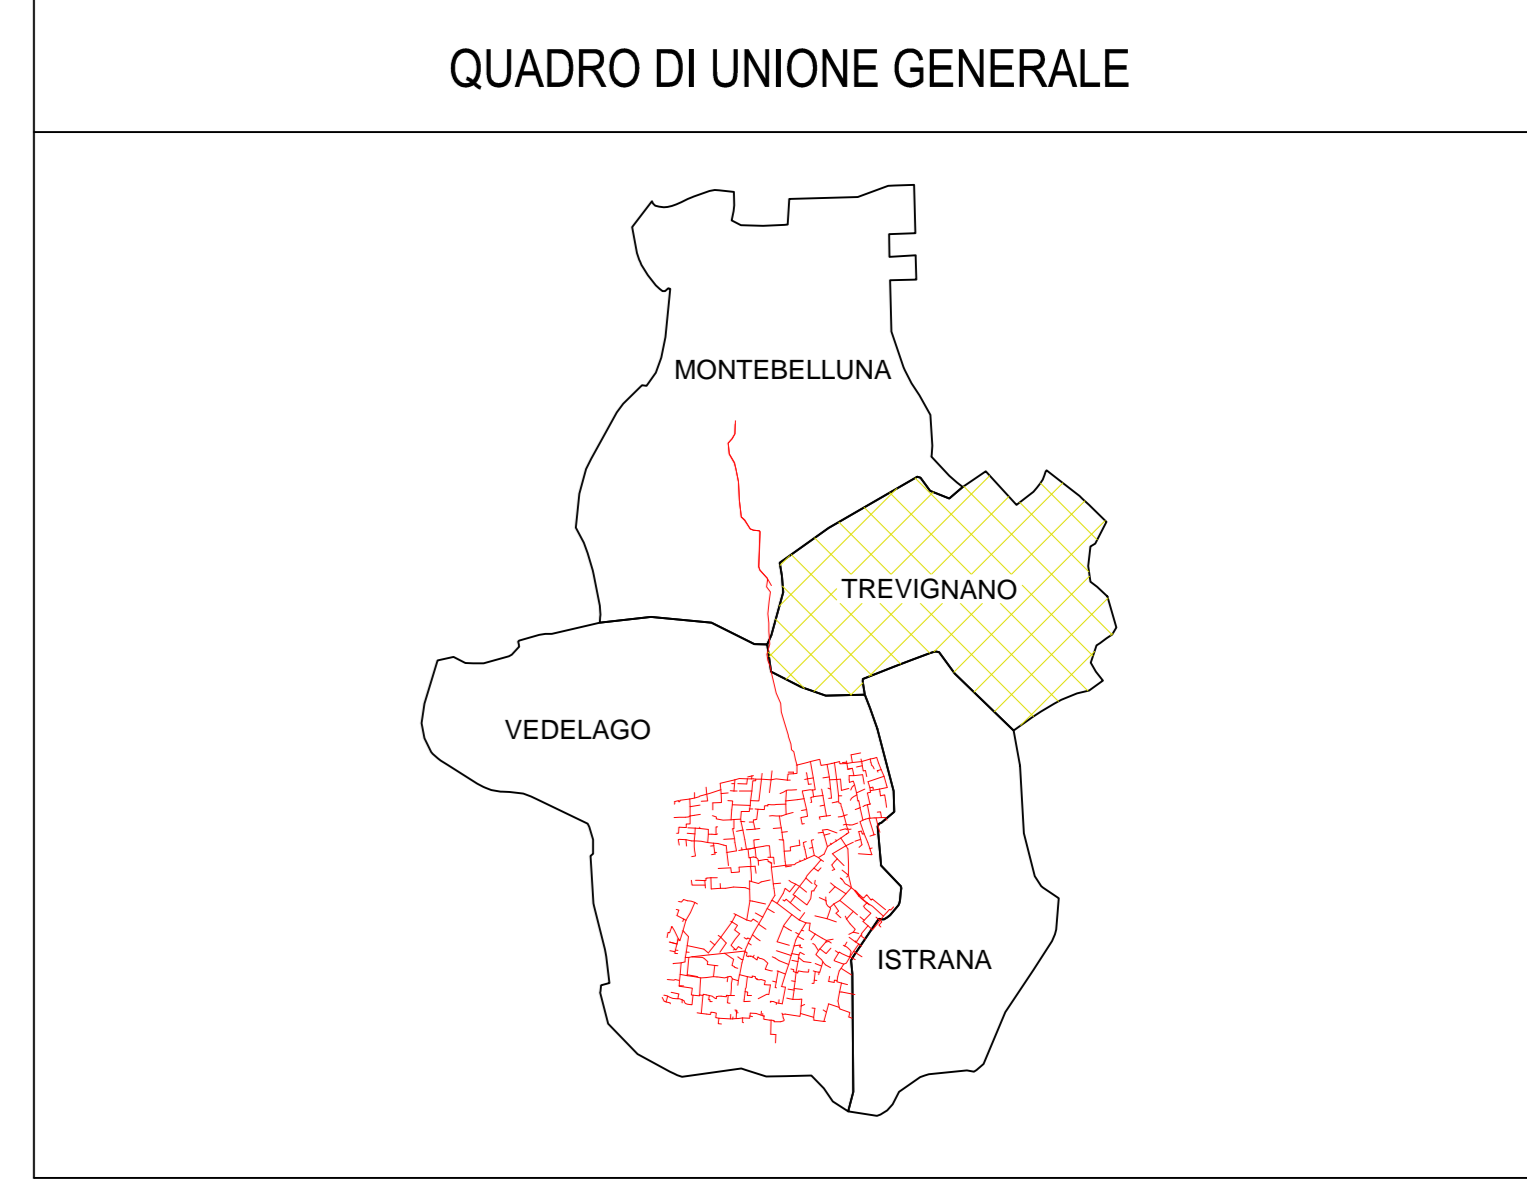 QUADRO DI UNIONE GENERALE
MONTEBELLUNA
TREVIGNANO
VEDELAGO
ISTRANA